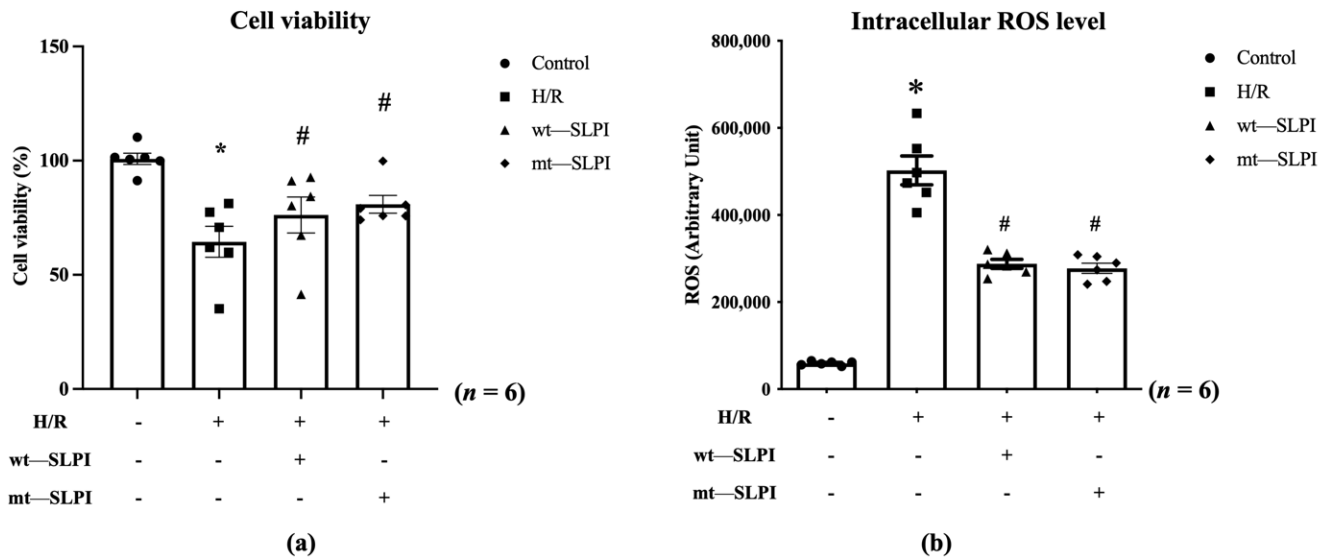 Cell viability
150
100
50
0
Cell viability (%)
*
#
#
Control
H/R
wt—SLPI
mt—SLPI
(n = 6)
H/R - + + +
wt—SLPI - - + -
mt—SLPI - - - +
(a)
Intracellular ROS level
800,000
600,000
400,000
200,000
0
ROS (Arbitrary Unit)
*
#
#
Control
H/R
wt—SLPI
mt—SLPI
(n = 6)
H/R - + + +
wt—SLPI - - + -
mt—SLPI - - - +
(b)